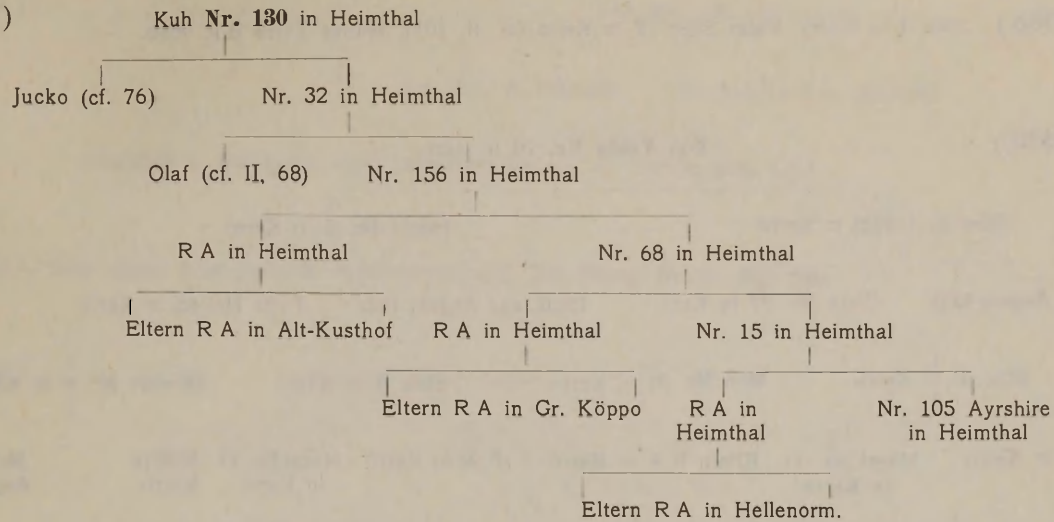 ) Kuh Nr. 130 in Heimthal
Jucko (cf. 76) Nr. 32 in Heimthal
Olaf (cf. II, 68) Nr. 156 in Heimthal
R A in Heimthal Nr. 68 in Heimthal
Eltern R A in Alt-Kusthof R A in Heimthal Nr. 15 in Heimthal
Eltern R A in Gr. Köppo R A in Heimthal Nr. 105 Ayrshire in Heimthal
Eltern R A in Hellenorm.